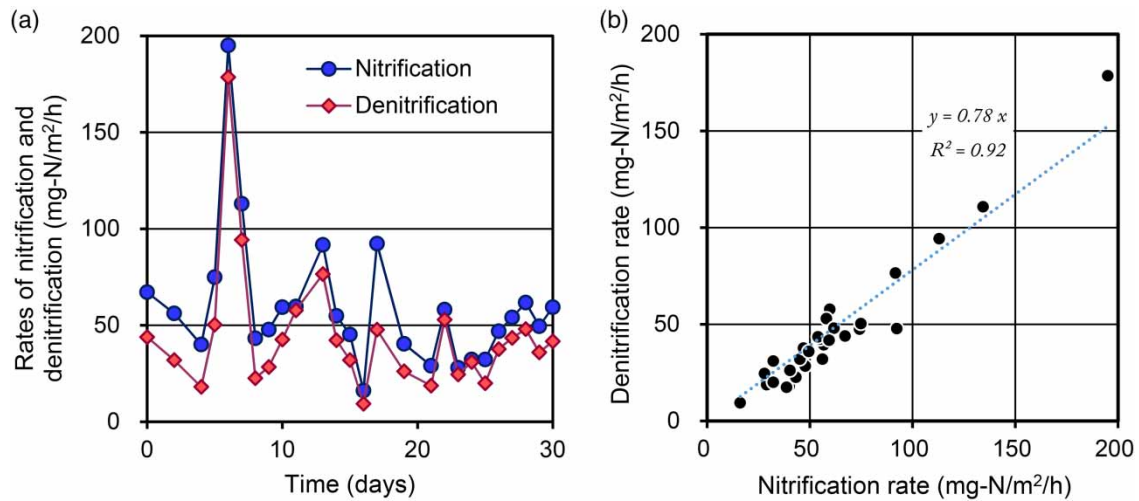 (a)
Rates of nitrification and
denitrification (mg-N/m²/h)
200
150
100
50
0
Nitrification
Denitrification
0
10
20
30
Time (days)
(b)
Denitrification rate (mg-N/m²/h)
200
150
100
50
0
y = 0.78 x
R² = 0.92
0
50
100
150
200
Nitrification rate (mg-N/m²/h)